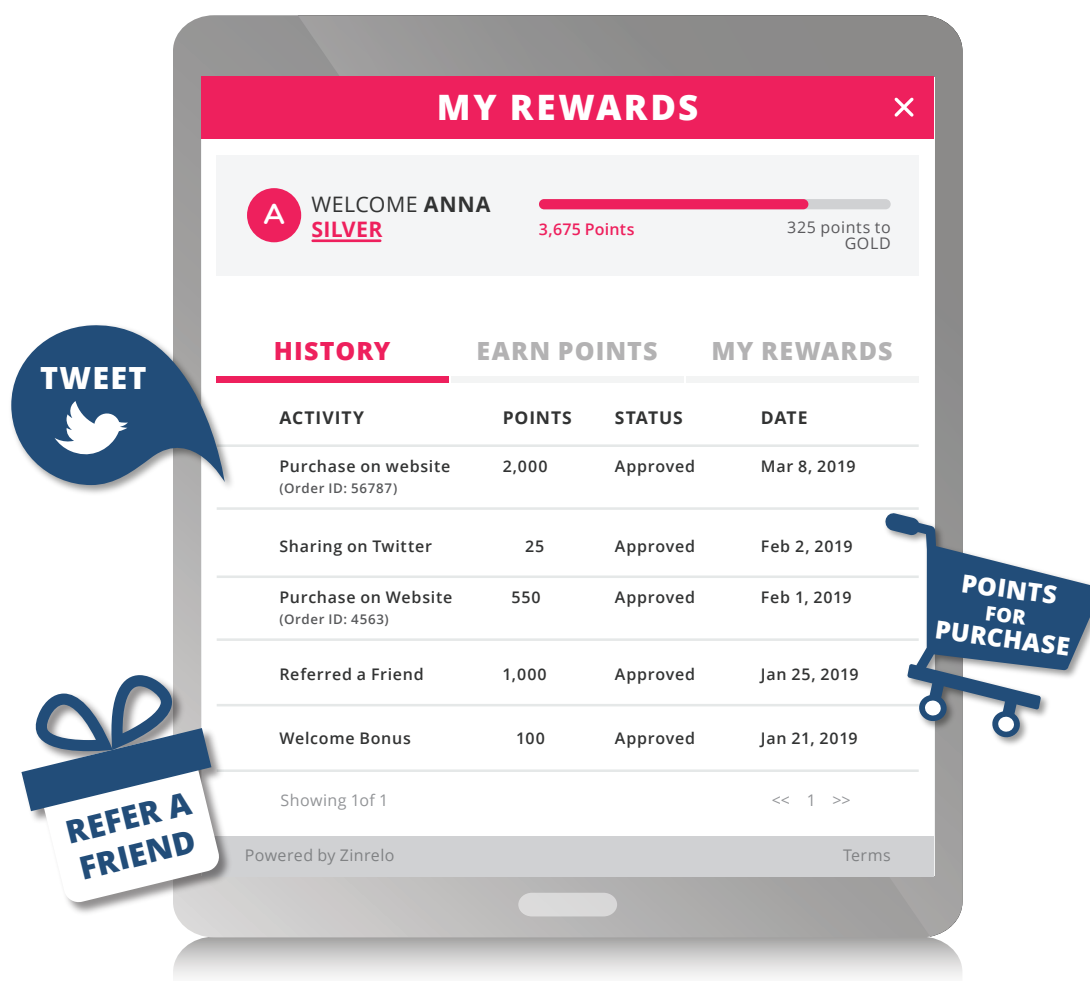 MY REWARDS
A
WELCOME ANNA
SILVER
3,675 Points
325 points to
GOLD
HISTORY EARN POINTS MY REWARDS
TWEET
ACTIVITY POINTS STATUS DATE
Purchase on website 2,000 Approved Mar 8, 2019
(Order ID: 56787)
Sharing on Twitter 25 Approved Feb 2, 2019
Purchase on Website 550 Approved Feb 1, 2019
(Order ID: 4563)
POINTS
FOR
PURCHASE
Referred a Friend 1,000 Approved Jan 25, 2019
Welcome Bonus 100 Approved Jan 21, 2019
Showing 1of 1 << 1 >>
REFER A
FRIEND
Powered by Zinrelo Terms